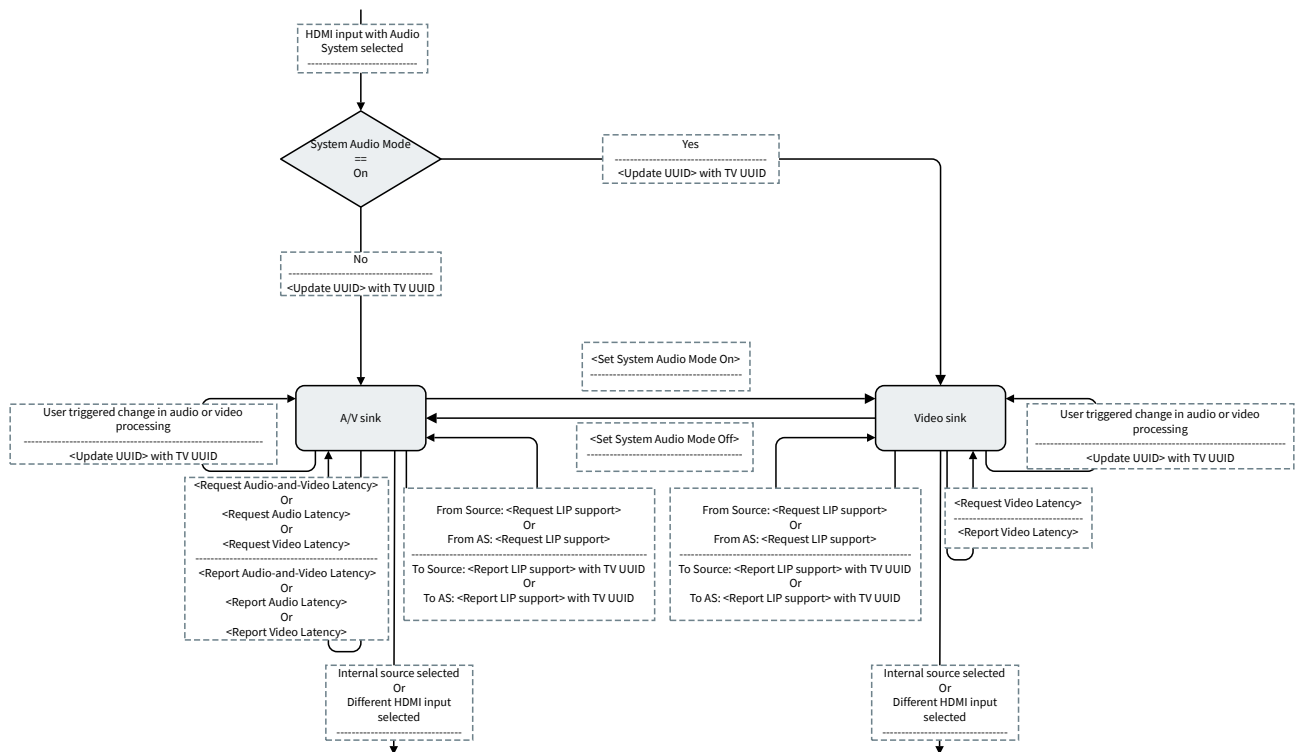 HDMI input with Audio
System selected
System Audio Mode
==
On
Yes
<Update UUID> with TV UUID
No
<Update UUID> with TV UUID
<Set System Audio Mode On>
A/V sink
Video sink
<Set System Audio Mode Off>
User triggered change in audio or video
processing
<Update UUID> with TV UUID
User triggered change in audio or video
processing
<Update UUID> with TV UUID
<Request Audio-and-Video Latency>
Or
<Request Audio Latency>
Or
<Request Video Latency>
<Report Audio-and-Video Latency>
Or
<Report Audio Latency>
Or
<Report Video Latency>
From Source: <Request LIP support>
Or
From AS: <Request LIP support>
To Source: <Report LIP support> with TV UUID
Or
To AS: <Report LIP support> with TV UUID
From Source: <Request LIP support>
Or
From AS: <Request LIP support>
To Source: <Report LIP support> with TV UUID
Or
To AS: <Report LIP support> with TV UUID
<Request Video Latency>
<Report Video Latency>
Internal source selected
Or
Different HDMI input
selected
Internal source selected
Or
Different HDMI input
selected